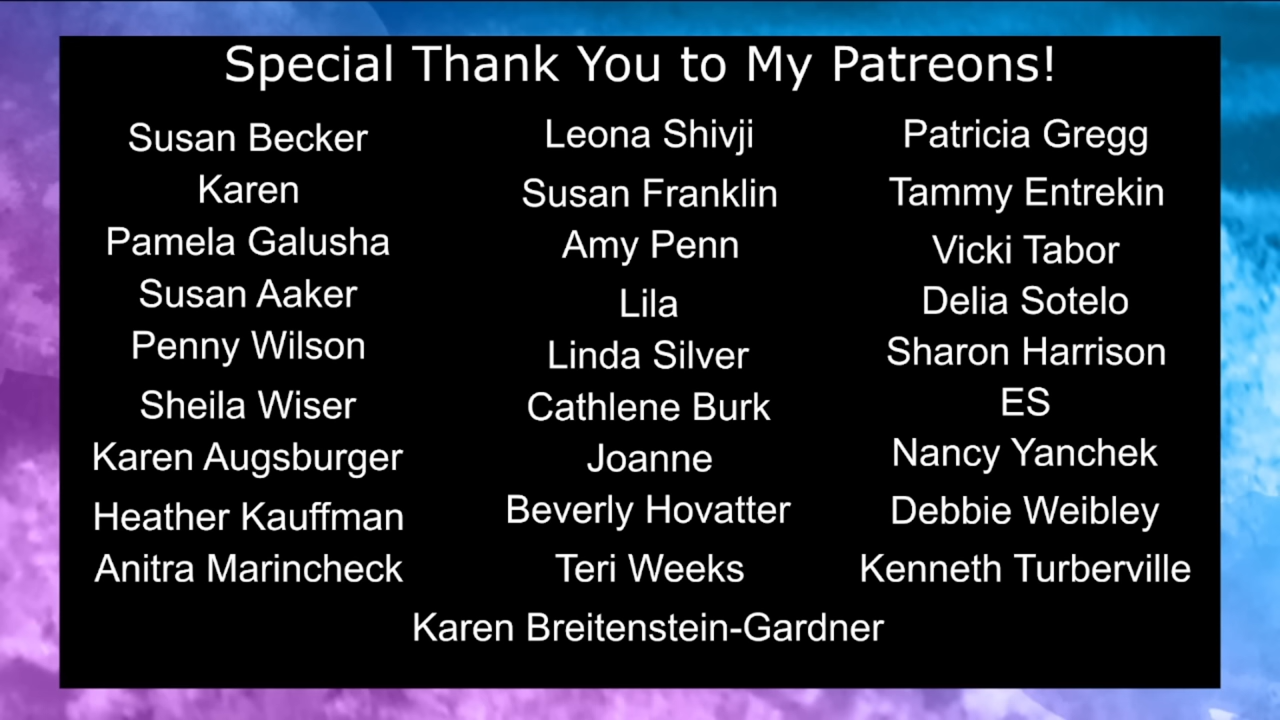 Special Thank You to My Patreons!
Susan Becker
Karen
Pamela Galusha
Susan Aaker
Penny Wilson
Sheila Wiser
Karen Augsburger
Heather Kauffman
Anitra Marincheck
Leona Shivji
Susan Franklin
Amy Penn
Lila
Linda Silver
Cathlene Burk
Joanne
Beverly Hovatter
Teri Weeks
Patricia Gregg
Tammy Entrekin
Vicki Tabor
Delia Sotelo
Sharon Harrison
ES
Nancy Yanchek
Debbie Weibley
Kenneth Turberville
Karen Breitenstein-Gardner